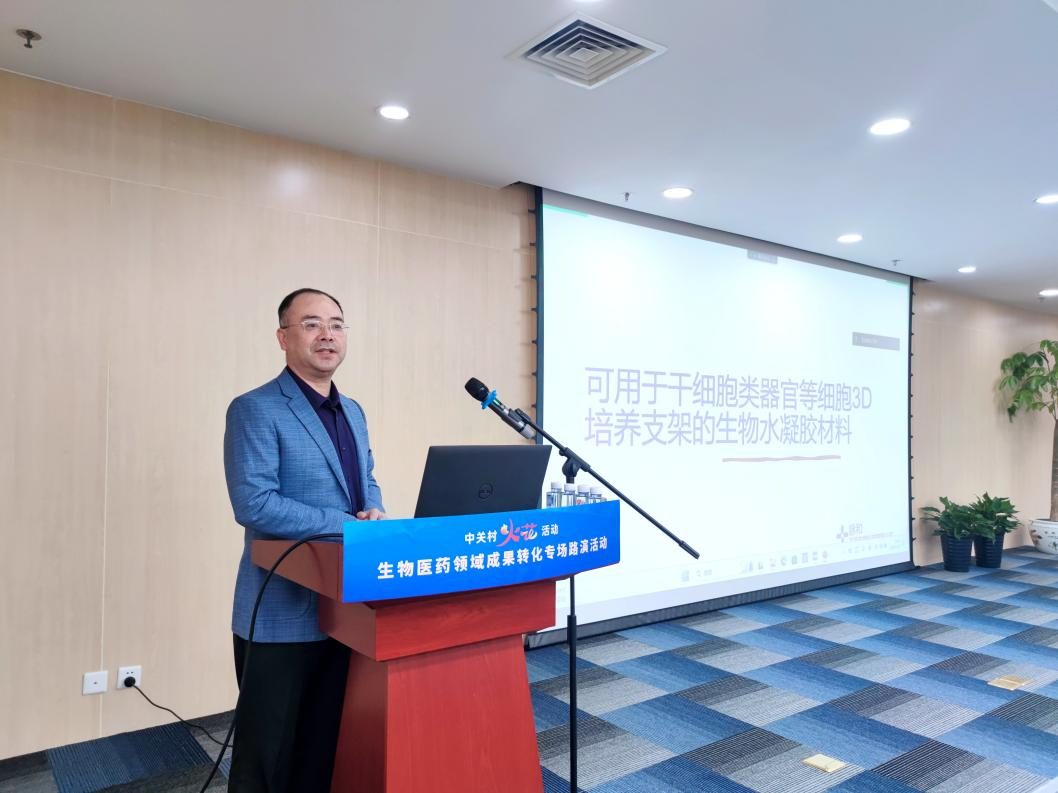 可用于干细胞类器官等细胞3D
培养支架的生物水凝胶材料
中关村火花活动
生物医药领域成果转化专场路演活动